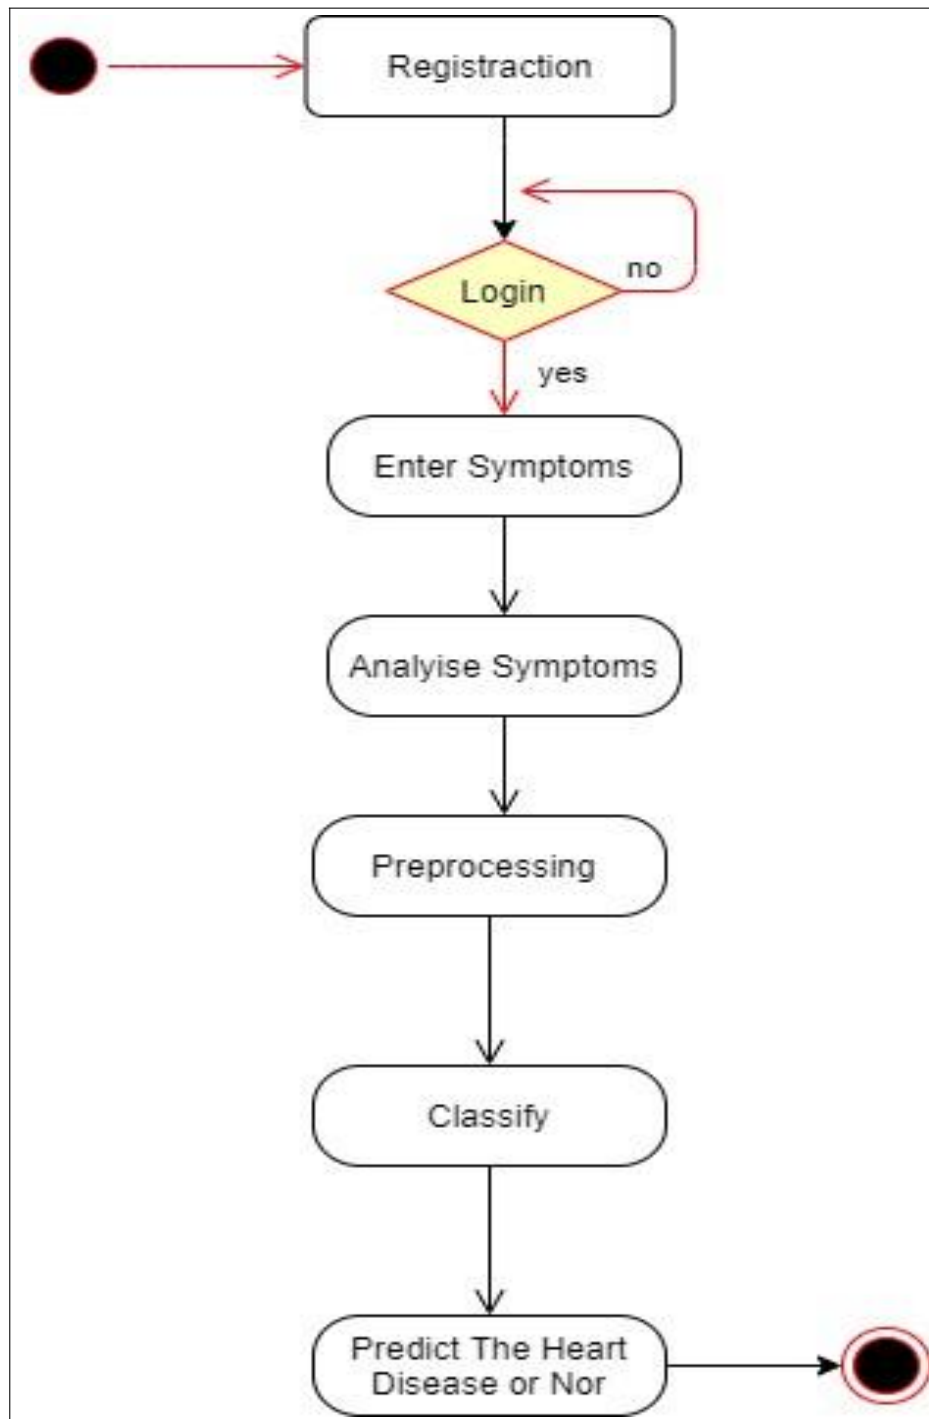 Registraction
Login
no
yes
Enter Symptoms
Analyise Symptoms
Preprocessing
Classify
Predict The Heart
Disease or Nor